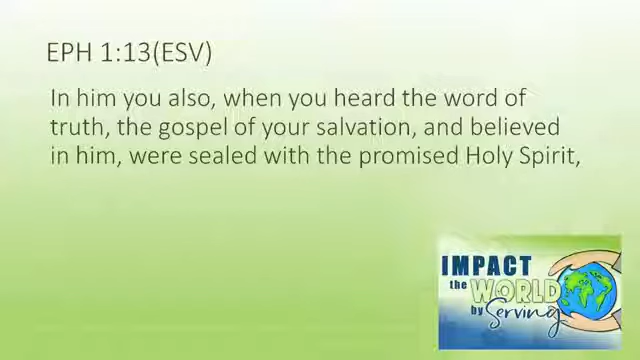 EPH 1:13(ESV)
In him you also, when you heard the word of
truth, the gospel of your salvation, and believed
in him, were sealed with the promised Holy Spirit,
IMPACT
the WORLD
by Serving